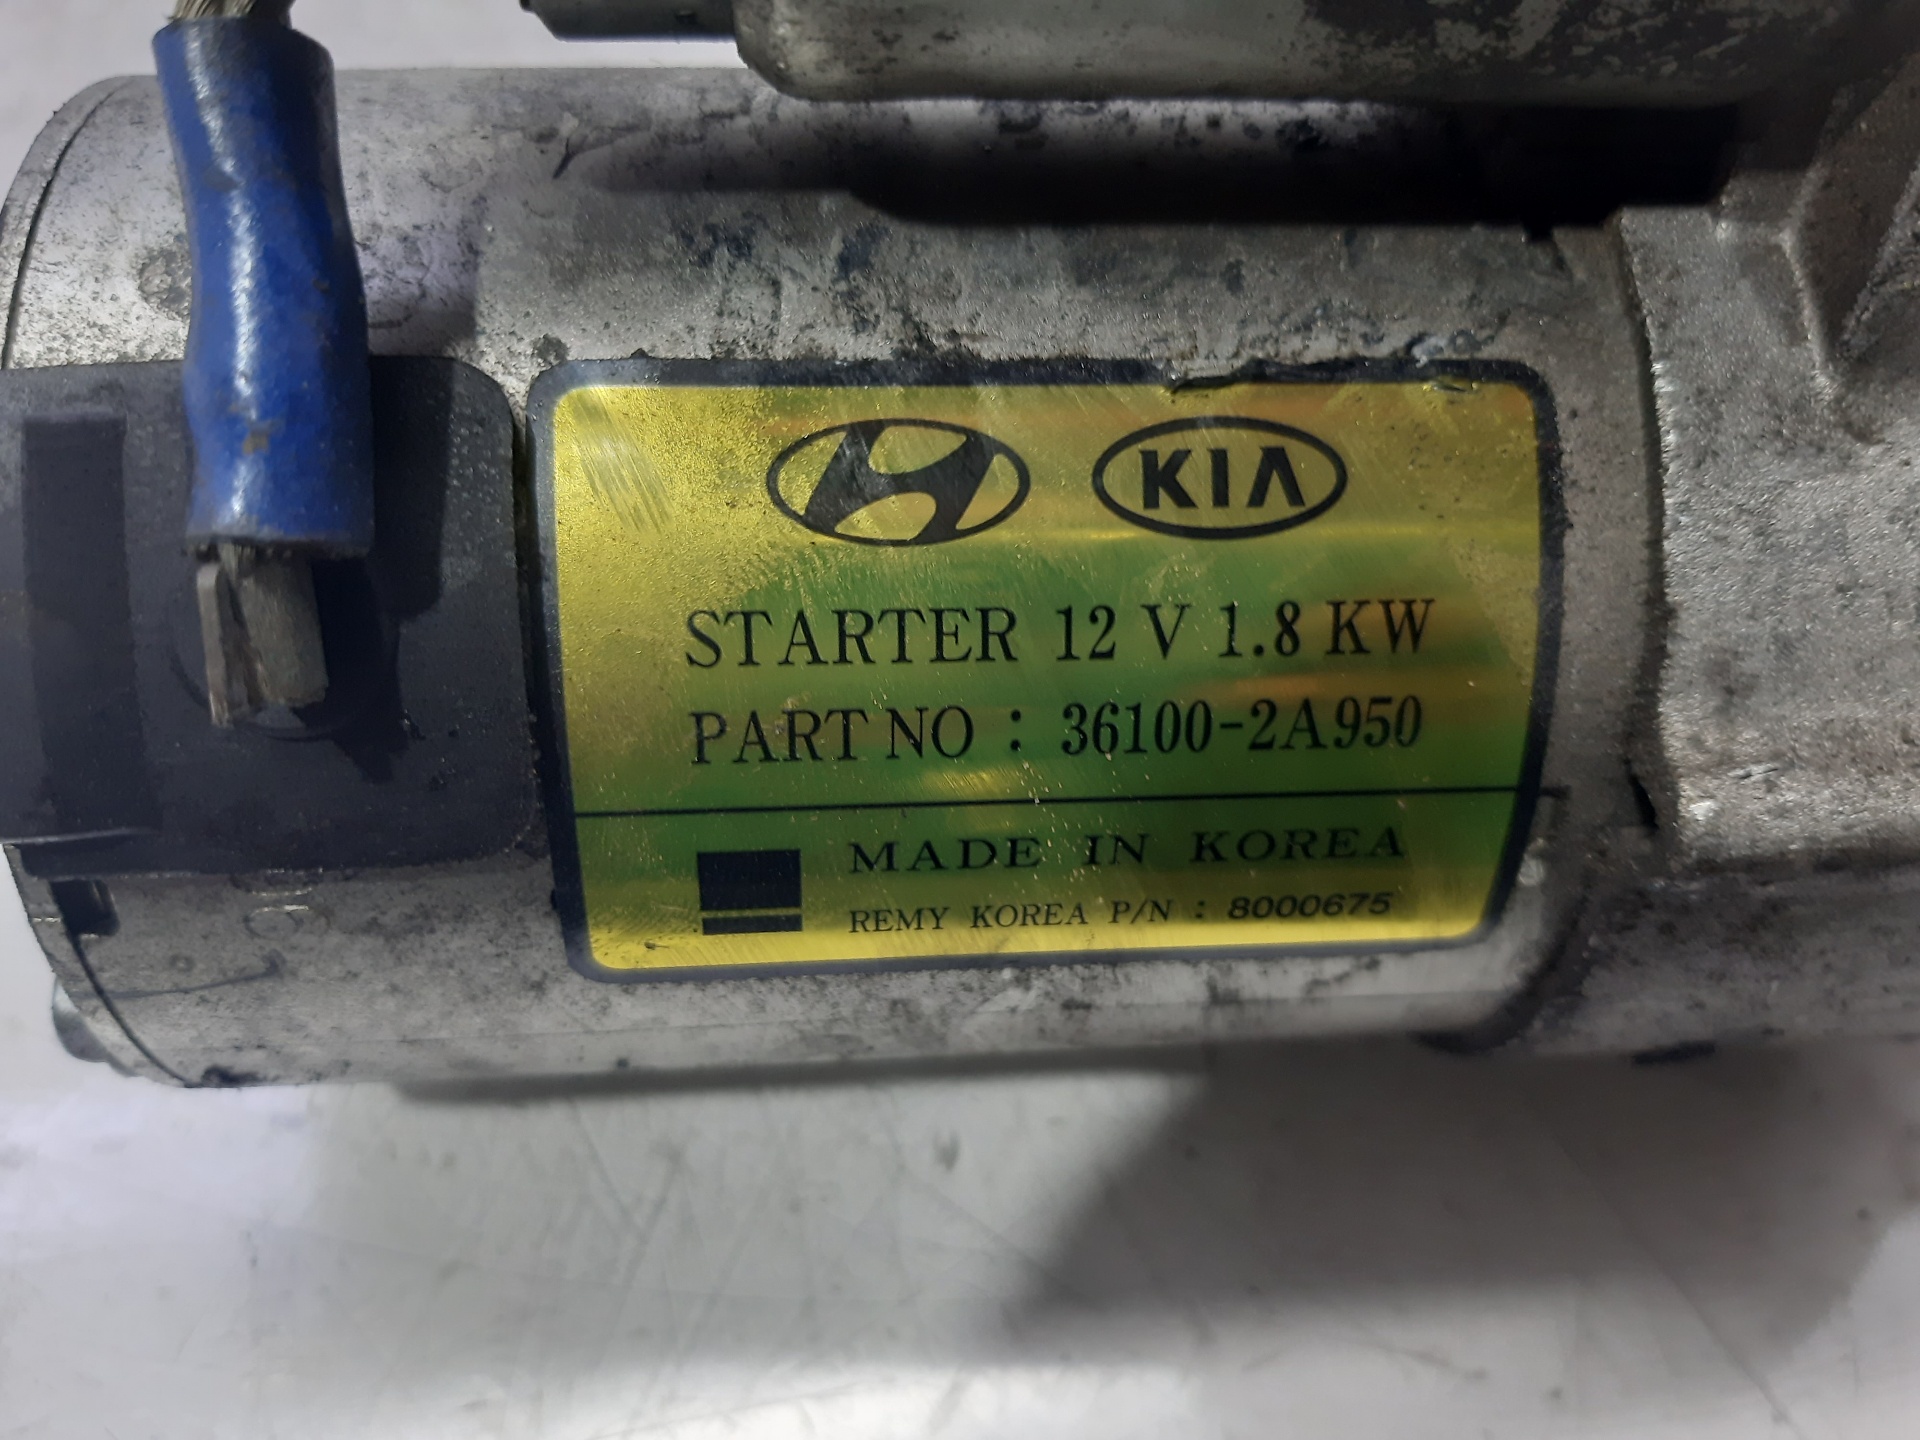 KIA
STARTER 12 V 1.8 KW
PART NO : 36100-2A950
MADE IN KOREA
REMY KOREA P/N : 8000675